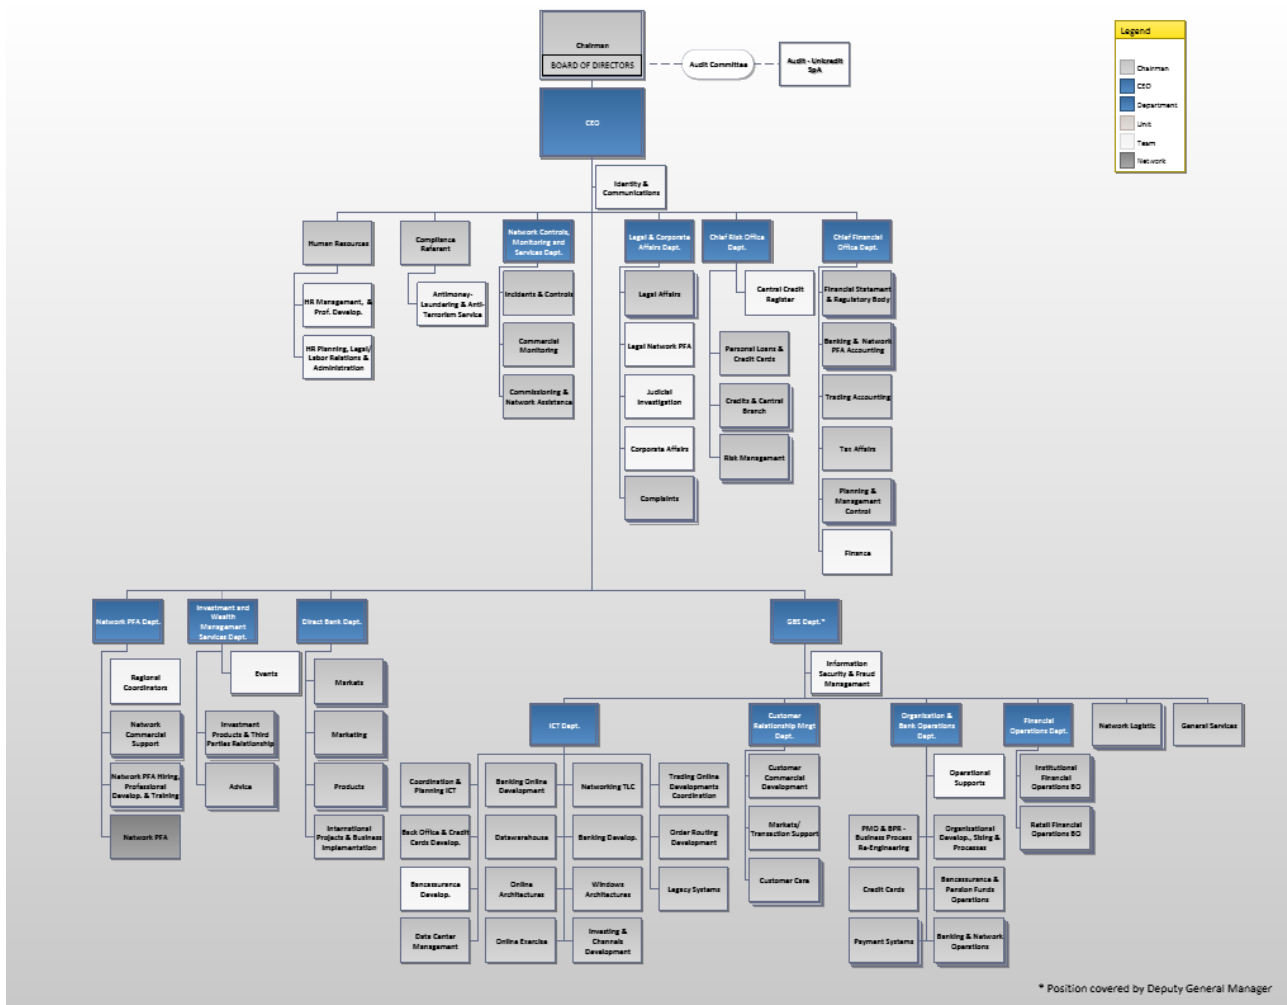 Chairman
BOARD OF DIRECTORS
Audit Committee
Audit - Unicredit
SpA
Legend
Chairman
CEO
Department
Unit
Team
Network
CEO
Identity &
Communications
Human Resources
HR Management, &
Prof. Develop.
HR Planning, Legal/
Labor Relations &
Administration
Compliance
Referent
Antimoney-
Laundering & Anti-
Terrorism Service
Network Controls,
Monitoring and
Services Dept.
Incidents & Controls
Commercial
Monitoring
Commissioning &
Network Assistance
Legal & Corporate
Affairs Dept.
Legal Affairs
Legal Network PFA
Judicial
Investigation
Corporate Affairs
Complaints
Chief Risk Office
Dept.
Central Credit
Register
Personal Loans &
Credit Cards
Credits & Central
Branch
Risk Management
Chief Financial
Office Dept.
Financial Statement
& Regulatory Body
Banking & Network
PFA Accounting
Trading Accounting
Tax Affairs
Planning &
Management
Control
Finance
Network PFA Dept.
Regional
Coordinators
Network
Commercial
Support
Network PFA Hiring,
Professional
Develop. & Training
Network PFA
Investment and
Wealth
Management
Services Dept.
Events
Investment
Products & Third
Parties Relationship
Advice
Direct Bank Dept.
Markets
Marketing
Products
International
Projects & Business
Implementation
GBS Dept.*
Information
Security & Fraud
Management
ICT Dept.
Coordination &
Planning ICT
Back Office & Credit
Cards Develop.
Bancassurance
Develop.
Data Center
Management
Banking Online
Development
Datawarehouse
Online
Architectures
Online Exercise
Networking TLC
Banking Develop.
Windows
Architectures
Investing &
Channels
Development
Trading Online
Developments
Coordination
Order Routing
Development
Legacy Systems
Customer
Relationship Mngt
Dept.
Customer
Commercial
Development
Markets/
Transaction Support
Customer Care
Organisation &
Bank Operations
Dept.
Operational
Supports
PMO & BPR -
Business Process
Re-Engineering
Credit Cards
Payment Systems
Organisational
Develop., Sizing &
Processes
Bancassurance &
Pension Funds
Operations
Banking & Network
Operations
Financial
Operations Dept.
Institutional
Financial
Operations BO
Retail Financial
Operations BO
Network Logistic
General Services
* Position covered by Deputy General Manager